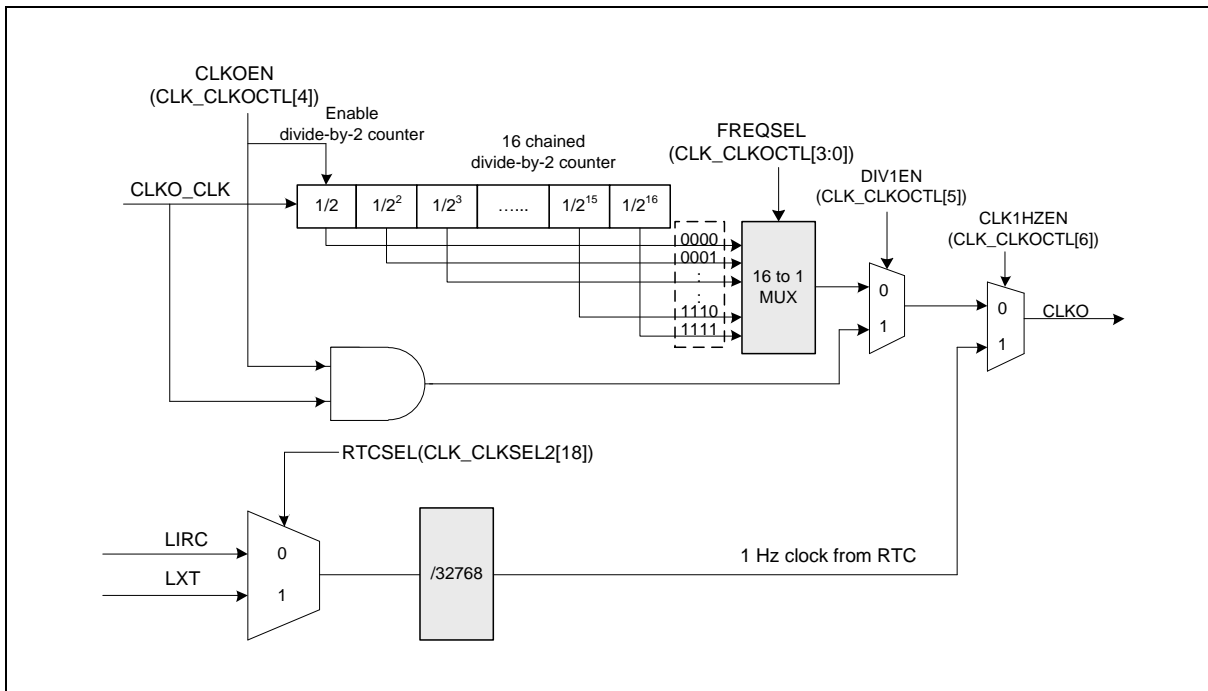 CLKOEN
(CLK_CLKOCTL[4])
Enable
divide-by-2 counter
16 chained
divide-by-2 counter
FREQSEL
(CLK_CLKOCTL[3:0])
DIV1EN
(CLK_CLKOCTL[5])
CLK1HZEN
(CLK_CLKOCTL[6])
CLKO_CLK
1/2
1/2²
1/2³
......
1/2¹⁵
1/2¹⁶
0000
0001
:
:
1110
1111
16 to 1
MUX
0
1
0
1
CLKO
RTCSEL(CLK_CLKSEL2[18])
LIRC
LXT
0
1
/32768
1 Hz clock from RTC